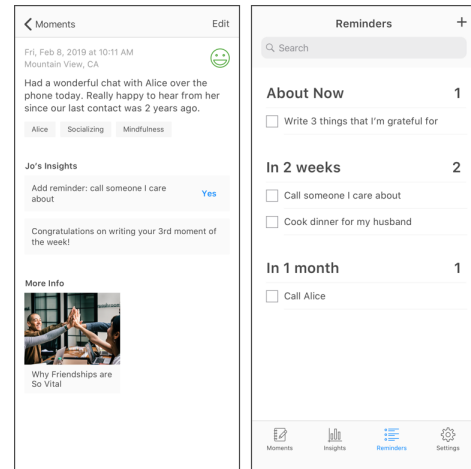 Moments
Edit
Fri, Feb 8, 2019 at 10:11 AM
Mountain View, CA
Had a wonderful chat with Alice over the
phone today. Really happy to hear from her
since our last contact was 2 years ago.
Alice Socializing Mindfulness
Jo's Insights
Add reminder: call someone I care
about
Yes
Congratulations on writing your 3rd moment of
the week!
More Info
Why Friendships are
So Vital
Reminders +
Search
About Now 1
Write 3 things that I'm grateful for
In 2 weeks 2
Call someone I care about
Cook dinner for my husband
In 1 month 1
Call Alice
Moments Insights Reminders Settings